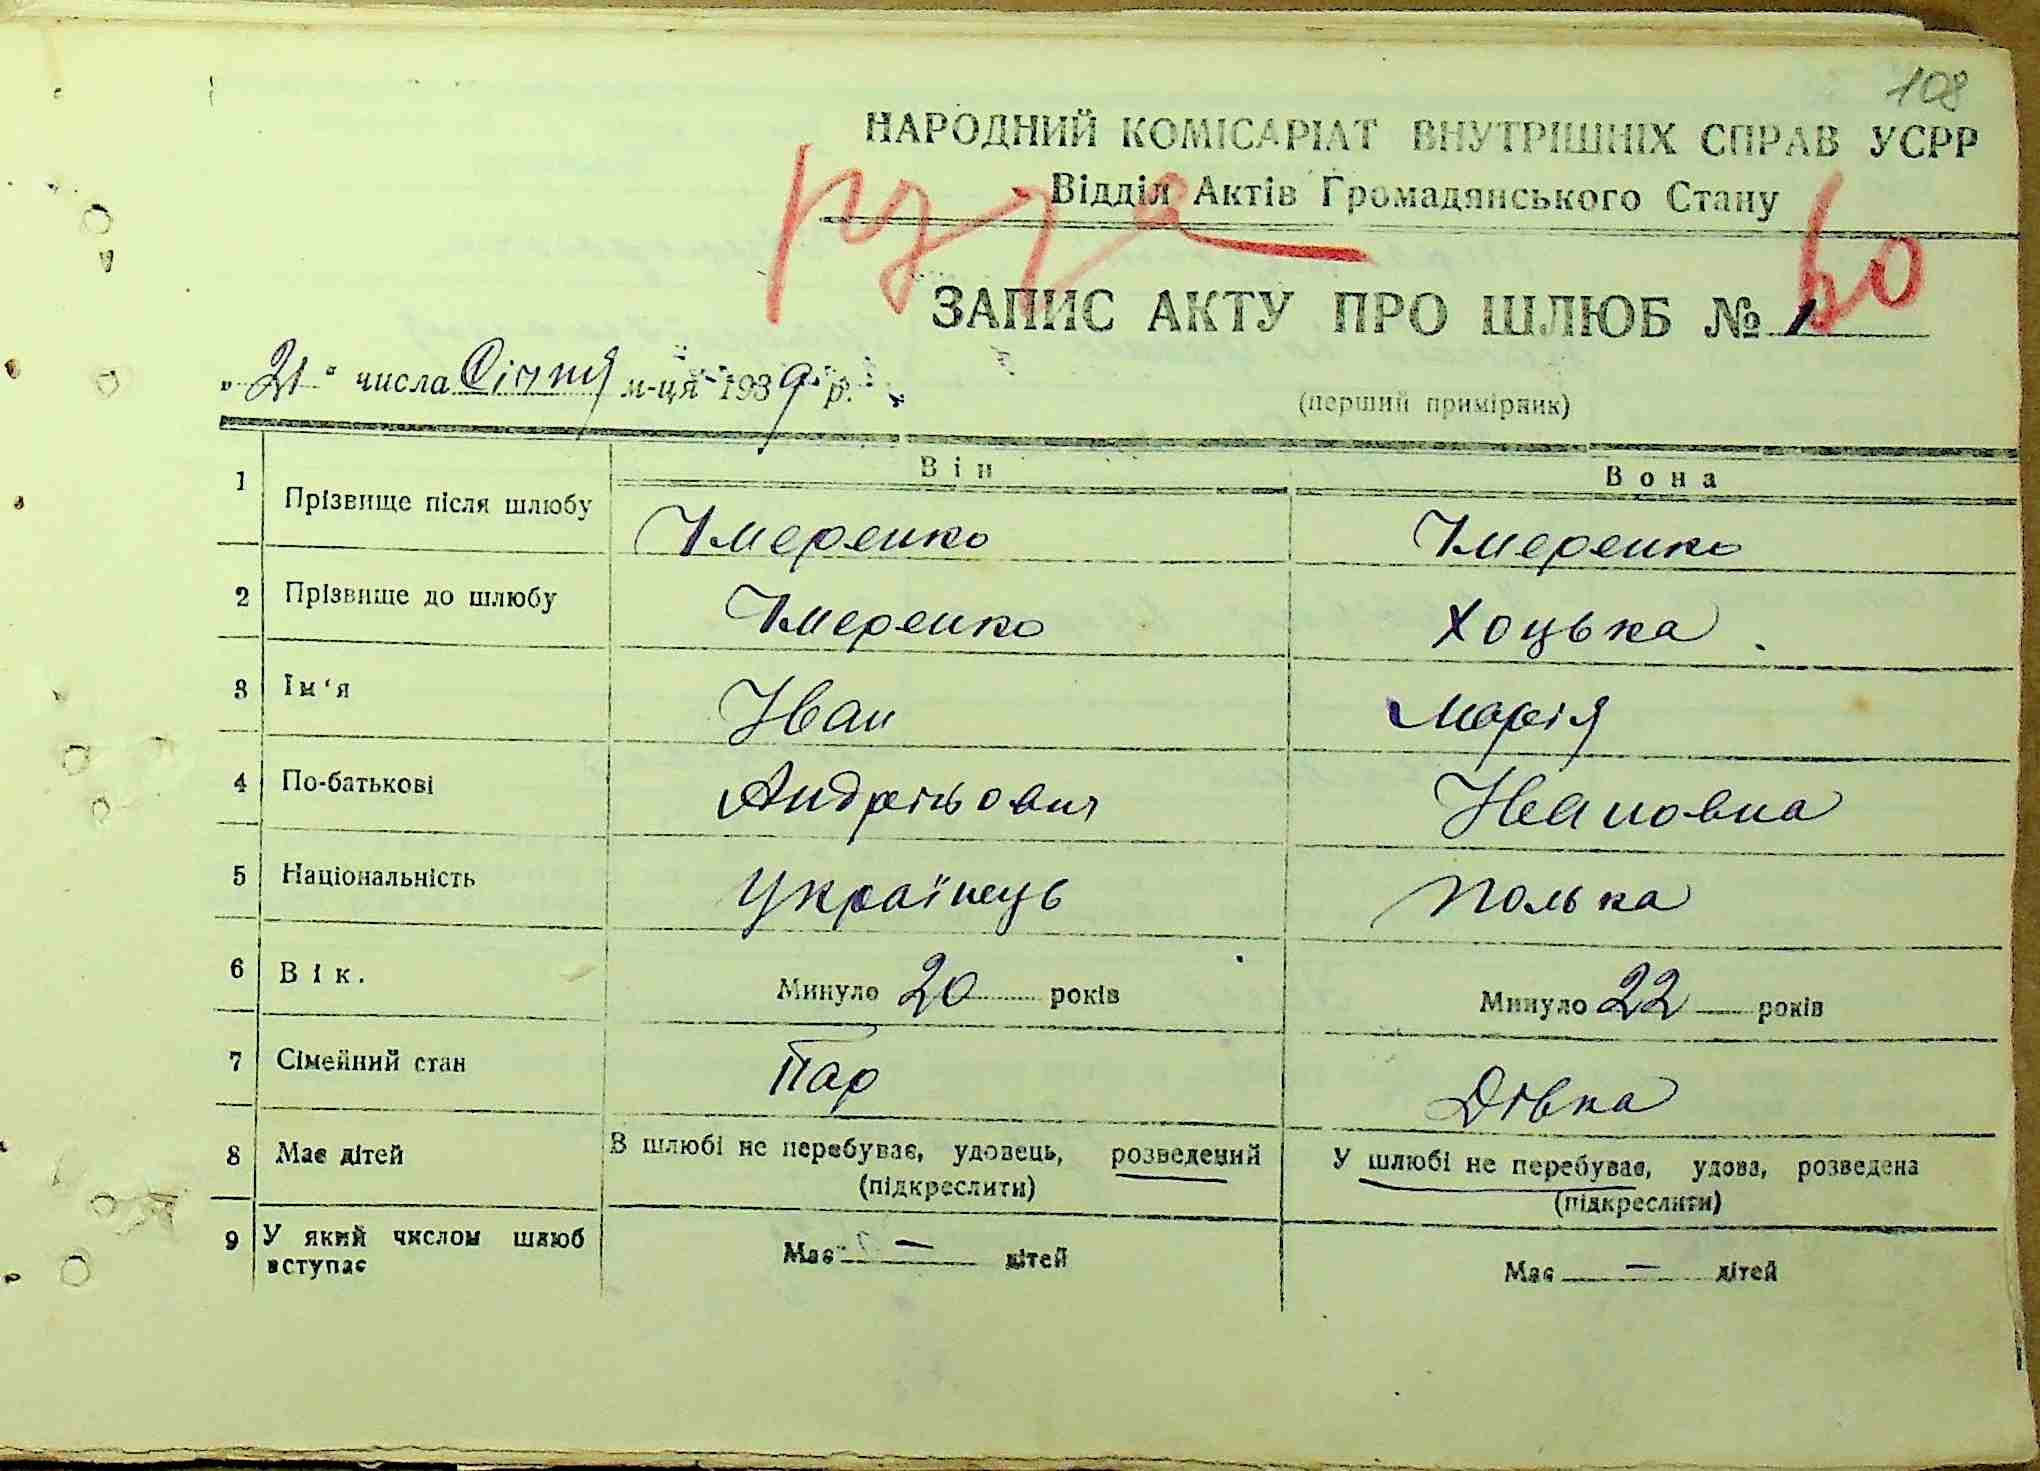 108
НАРОДНИЙ КОМІСАРІАТ ВНУТРІШНІХ СПРАВ УСРР
Відділ Актів Громадянського Стану
60
ЗАПИС АКТУ ПРО ШЛЮБ № 1
„ 21 " числа Січня м-ця 1939 р.
(перший примірник)
Він Вона
1 Прізвище після шлюбу Імеренко Імеренко
2 Прізвище до шлюбу Імеренко Хоцька
3 Ім'я Іван Марія
4 По-батькові Андрійович Івановна
5 Національність Українець Полька
6 Вік. Минуло 20 років Минуло 22 років
7 Сімейний стан Пар Дівка
8 Має дітей В шлюбі не перебуває, удовець, розведений У шлюбі не перебуває, удова, розведена
(підкреслити) (підкреслити)
9 У який числом шлюб вступає Має — дітей Має — дітей